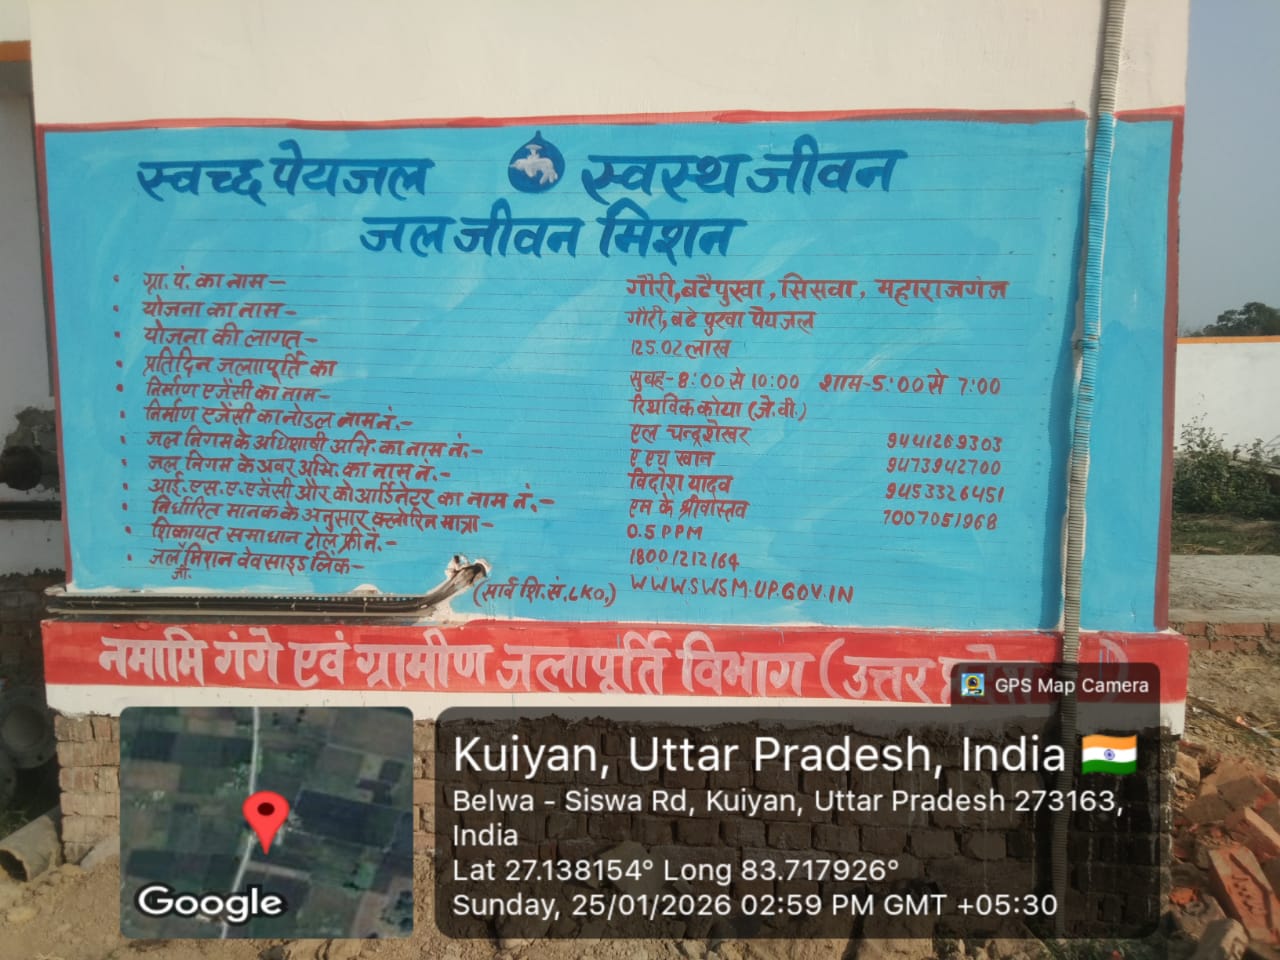 स्वच्छ पेयजल स्वस्थ जीवन
जल जीवन मिशन
ग्रा. पं. का नाम- गौरी, बढैपुरवा, सिसवा, महाराजगंज
योजना का नाम- गौरी, बढै पुरवा पेयजल
योजना की लागत- 125.02 लाख
प्रतिदिन जलापूर्ति का सुबह-8:00 से 10:00 शाम-5:00 से 7:00
निर्माण एजेंसी का नाम- रिथविक कोया (जे.वी.)
निर्माण एजेंसी का नोडल नाम नं.- एल चन्द्रशेखर 9441269303
जल निगम के अधिशाषी अभि. का नाम नं.- ए एच खान 9473942700
जल निगम के अवर अभि. का नाम नं.- विदोश यादव 9453326451
आई. एस. ए. एजेंसी और कोआर्डिनेटर का नाम नं.- एम के श्रीवास्तव 7007051968
निर्धारित मानक के अनुसार क्लोरिन मात्रा- 0.5 PPM
शिकायत समाधान टोल फ्री नं.- 18001212164
जल जी. मिशन वेवसाइड लिंक- WWW.SWSM.UP.GOV.IN
(सार्व शि. सं. LKO,)
नमामि गंगे एवं ग्रामीण जलापूर्ति विभाग (उत्तर
GPS Map Camera
Kuiyan, Uttar Pradesh, India
Belwa - Siswa Rd, Kuiyan, Uttar Pradesh 273163,
India
Lat 27.138154° Long 83.717926°
Sunday, 25/01/2026 02:59 PM GMT +05:30
Google